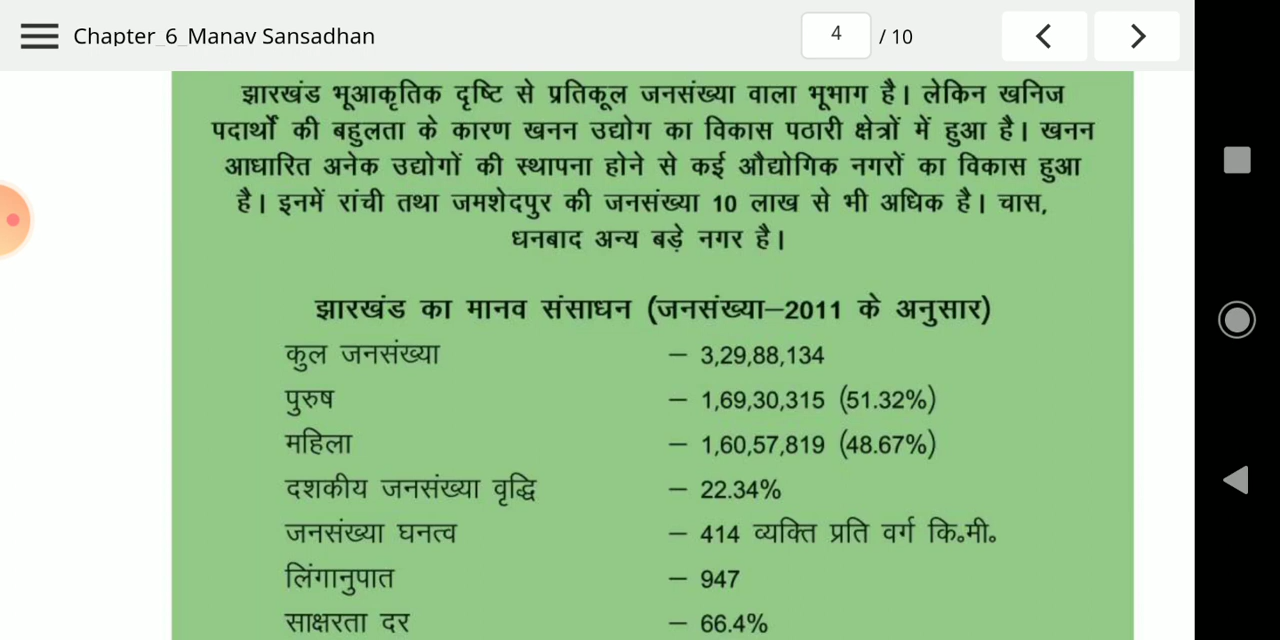 Chapter_6_Manav Sansadhan
4 / 10
झारखंड भूआकृतिक दृष्टि से प्रतिकूल जनसंख्या वाला भूभाग है। लेकिन खनिज
पदार्थों की बहुलता के कारण खनन उद्योग का विकास पठारी क्षेत्रों में हुआ है। खनन
आधारित अनेक उद्योगों की स्थापना होने से कई औद्योगिक नगरों का विकास हुआ
है। इनमें रांची तथा जमशेदपुर की जनसंख्या 10 लाख से भी अधिक है। चास,
धनबाद अन्य बड़े नगर है।
झारखंड का मानव संसाधन (जनसंख्या–2011 के अनुसार)
कुल जनसंख्या – 3,29,88,134
पुरुष – 1,69,30,315 (51.32%)
महिला – 1,60,57,819 (48.67%)
दशकीय जनसंख्या वृद्धि – 22.34%
जनसंख्या घनत्व – 414 व्यक्ति प्रति वर्ग कि॰मी॰
लिंगानुपात – 947
साक्षरता दर – 66.4%